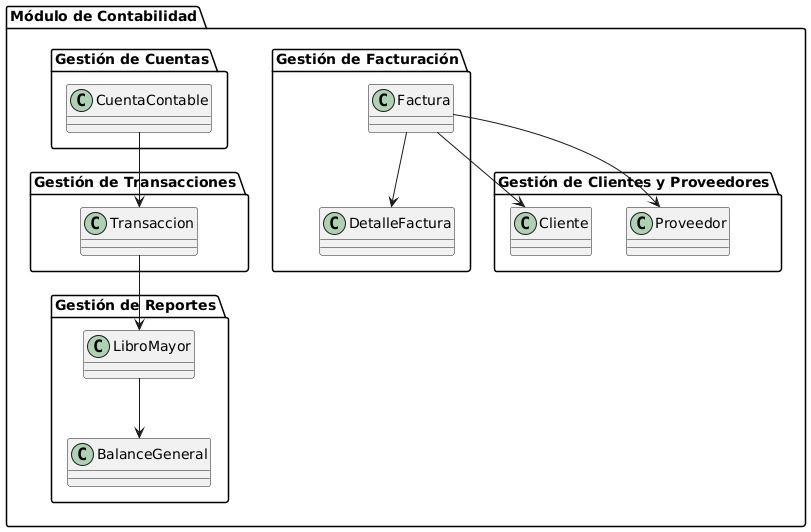 Módulo de Contabilidad
Gestión de Cuentas
C CuentaContable
Gestión de Facturación
C Factura
Gestión de Transacciones
C Transaccion
C DetalleFactura
Gestión de Clientes y Proveedores
C Cliente
C Proveedor
Gestión de Reportes
C LibroMayor
C BalanceGeneral